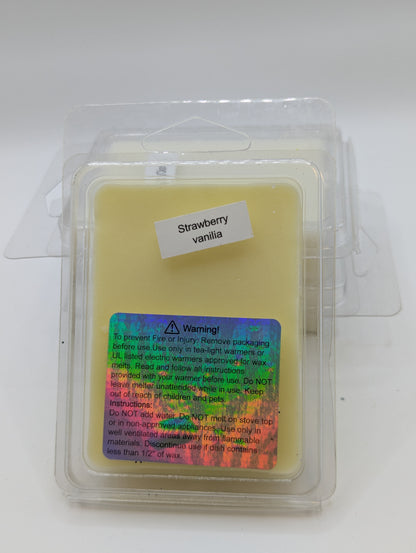 Strawberry
vanilia
Warning!
To prevent Fire or Injury: Remove packaging
before use.Use only in tea-light warmers or
UL listed electric warmers approved for wax
melts. Read and follow all instructions
provided with your warmer before use. Do NOT
leave melter unattended while in use. Keep
out of reach of children and pets.
Instructions:
Do NOT add water. Do NOT melt on stove top
or in non-approved appliances. Use only in
well ventilated areas away from flammable
materials. Discontinue use if dish contains
less than 1/2" of wax.